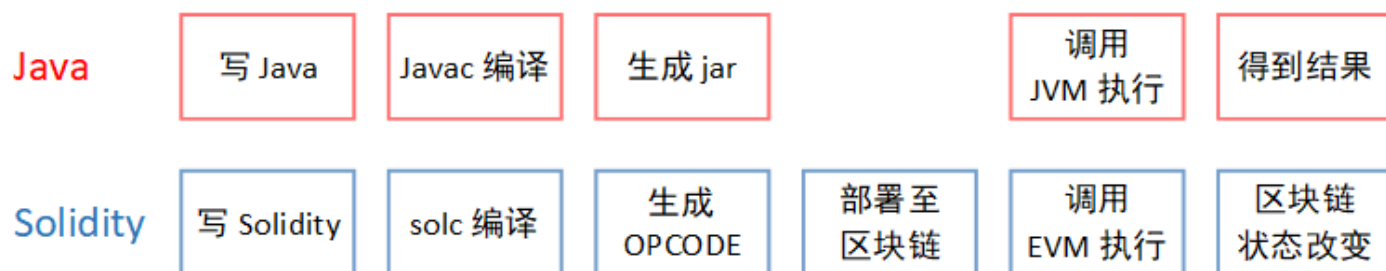 Java
写 Java
Javac 编译
生成 jar
调用
JVM 执行
得到结果
Solidity
写 Solidity
solc 编译
生成
OPCODE
部署至
区块链
调用
EVM 执行
区块链
状态改变